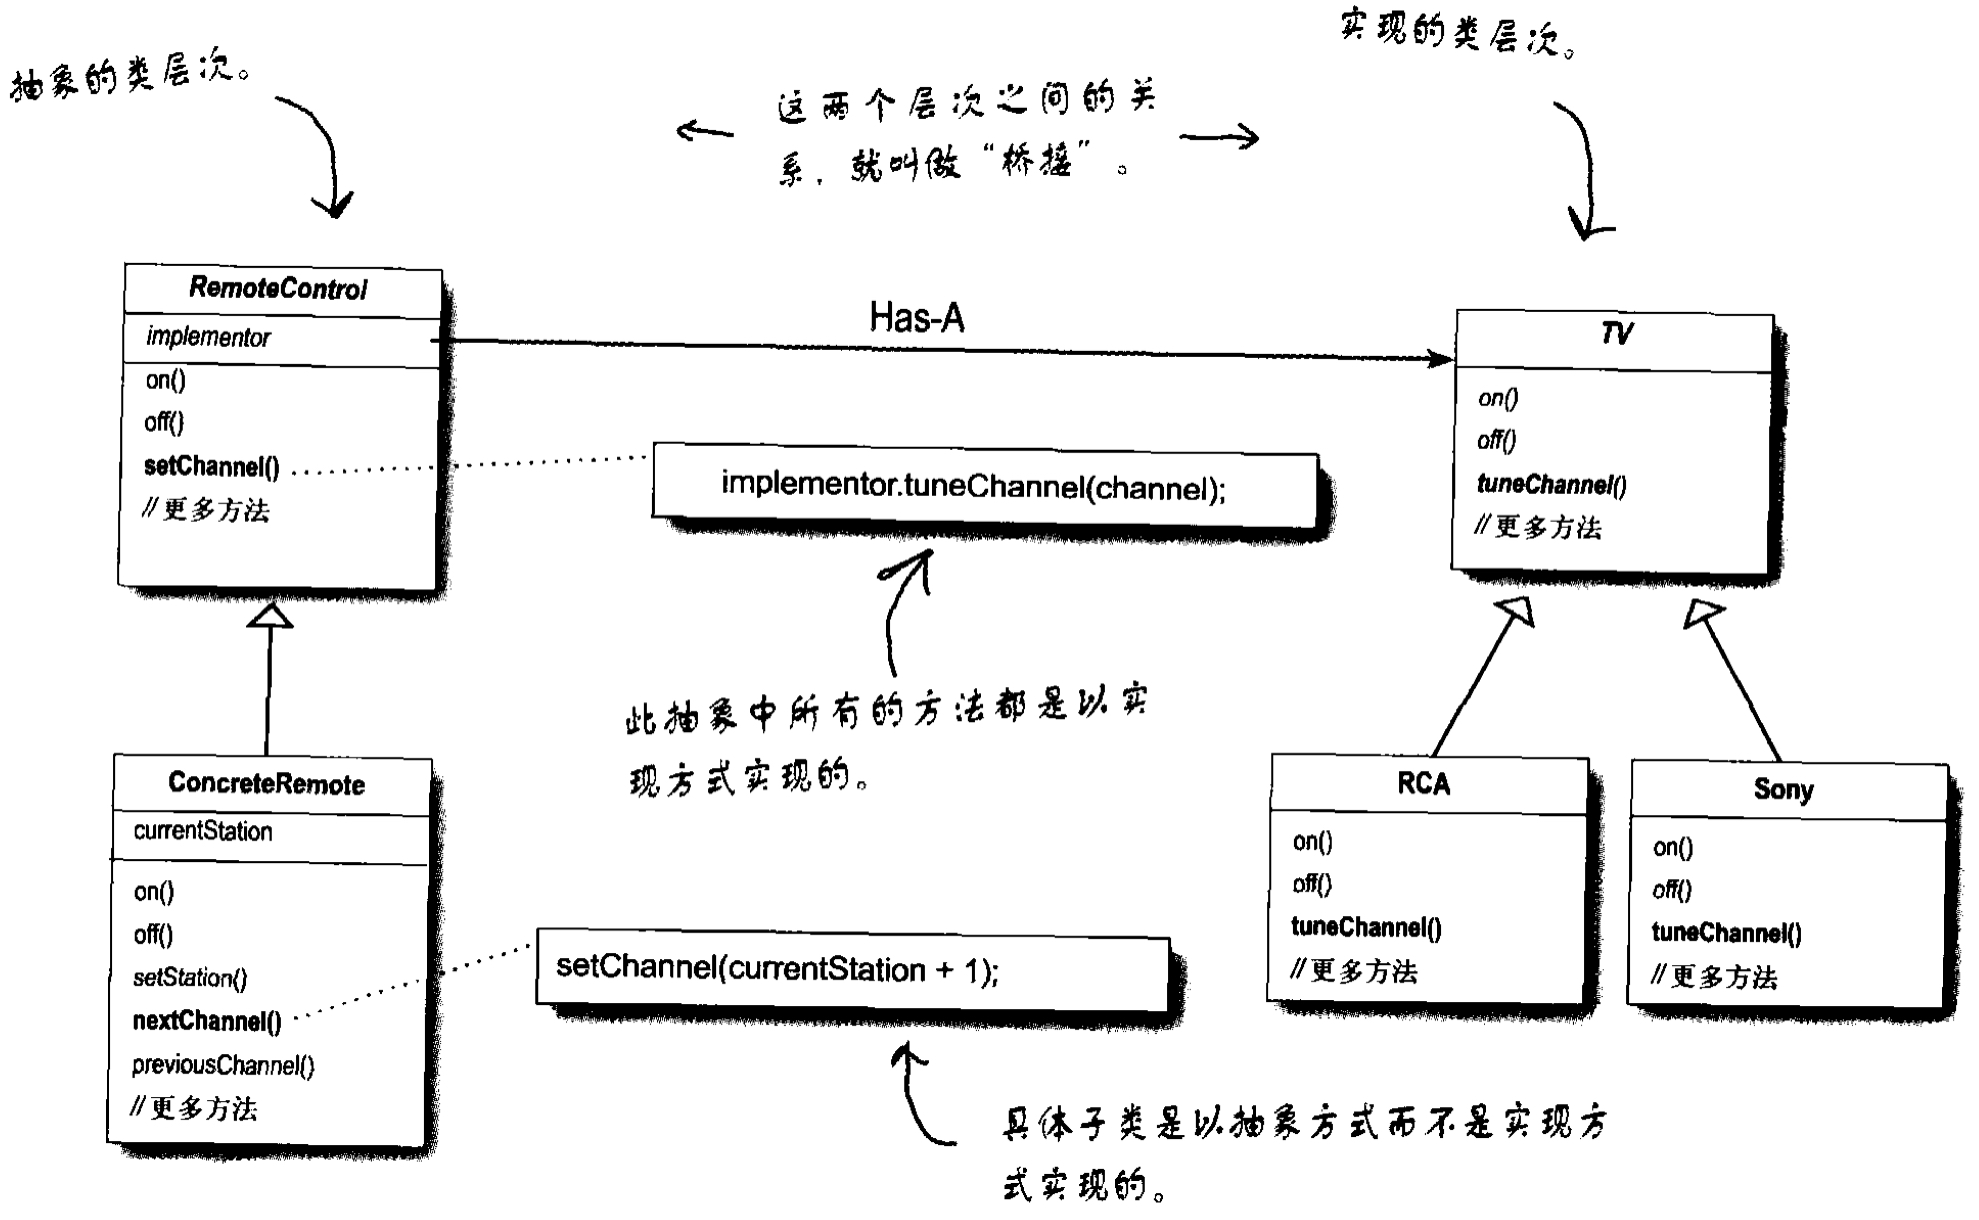 抽象的类层次。
这两个层次之间的关
系，就叫做“桥接”。
实现的类层次。
RemoteControl
implementor
on()
off()
setChannel()
//更多方法
Has-A
TV
on()
off()
tuneChannel()
//更多方法
implementor.tuneChannel(channel);
此抽象中所有的方法都是以实
现方式实现的。
ConcreteRemote
currentStation
on()
off()
setStation()
nextChannel()
previousChannel()
//更多方法
setChannel(currentStation + 1);
具体子类是以抽象方式而不是实现方
式实现的。
RCA
on()
off()
tuneChannel()
//更多方法
Sony
on()
off()
tuneChannel()
//更多方法